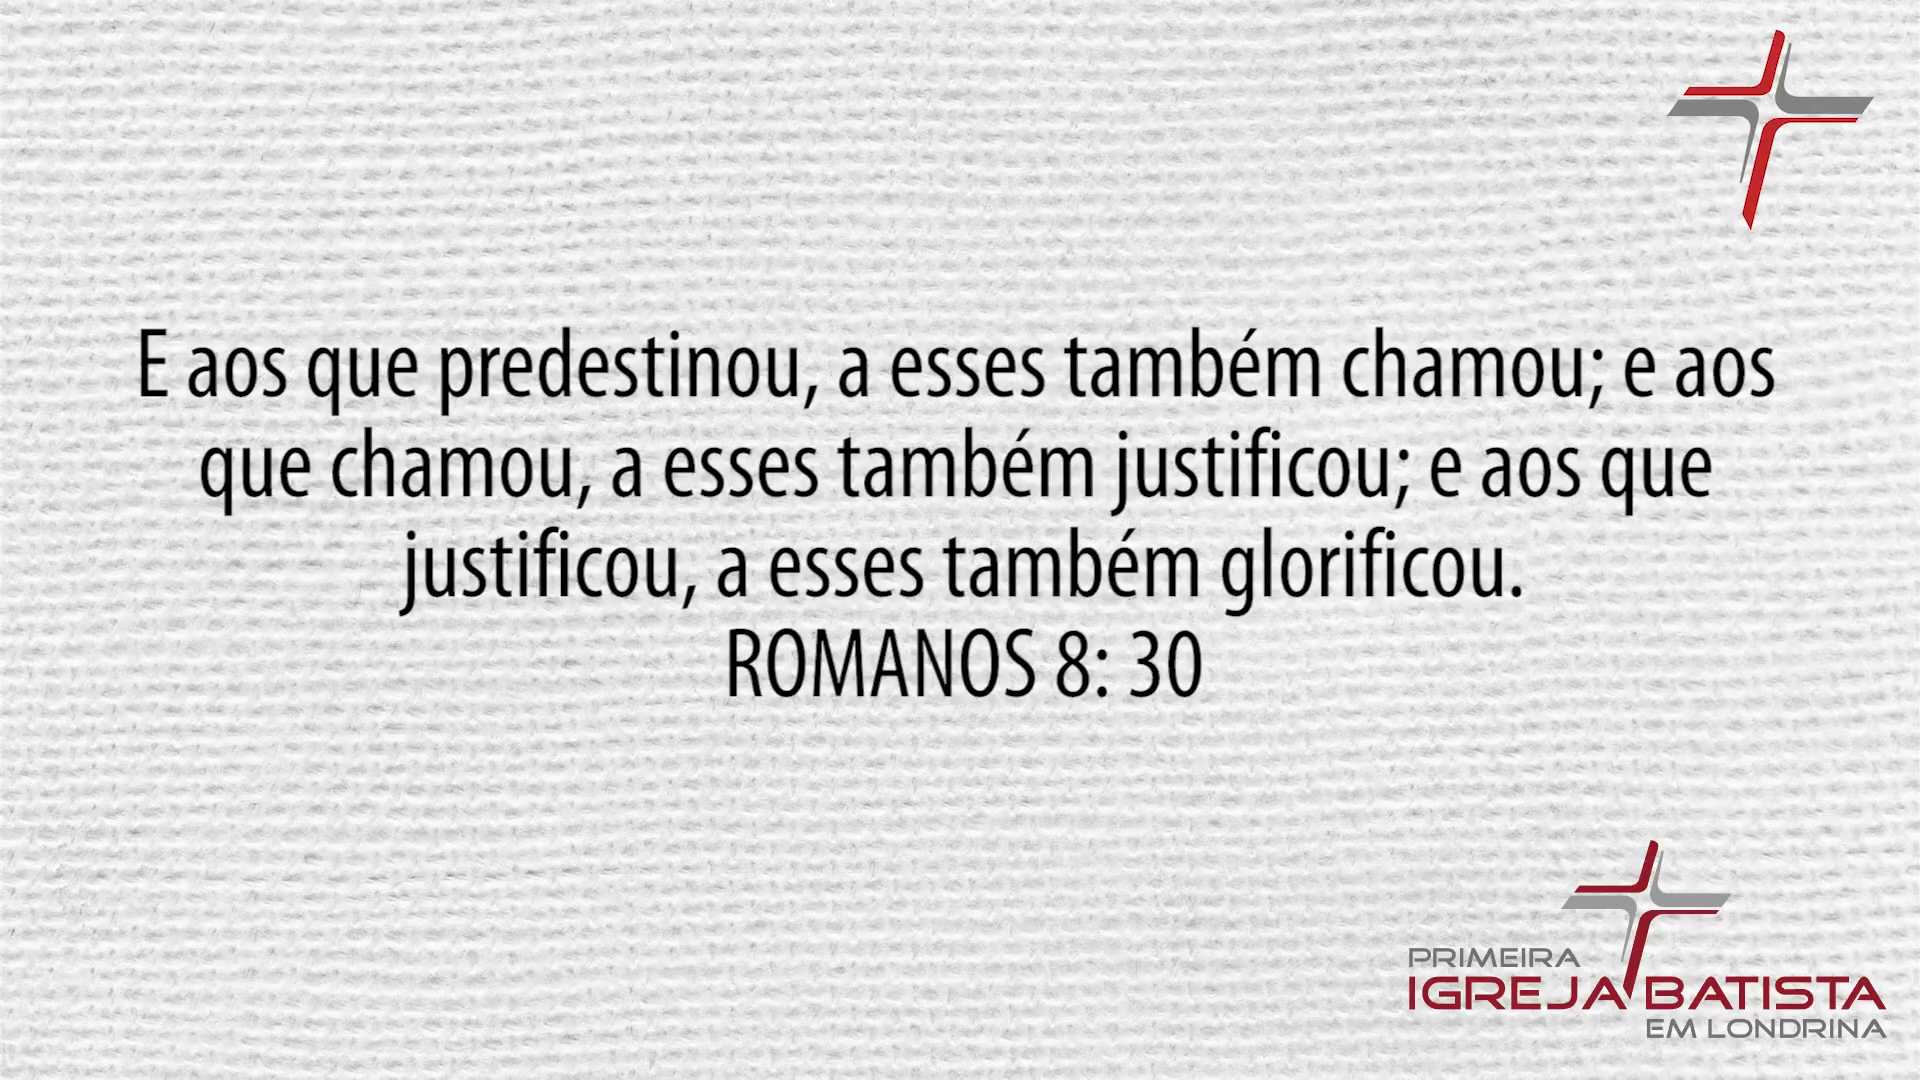 E aos que predestinou, a esses também chamou; e aos
que chamou, a esses também justificou; e aos que
justificou, a esses também glorificou.
ROMANOS 8: 30
PRIMEIRA
IGREJA BATISTA
EM LONDRINA